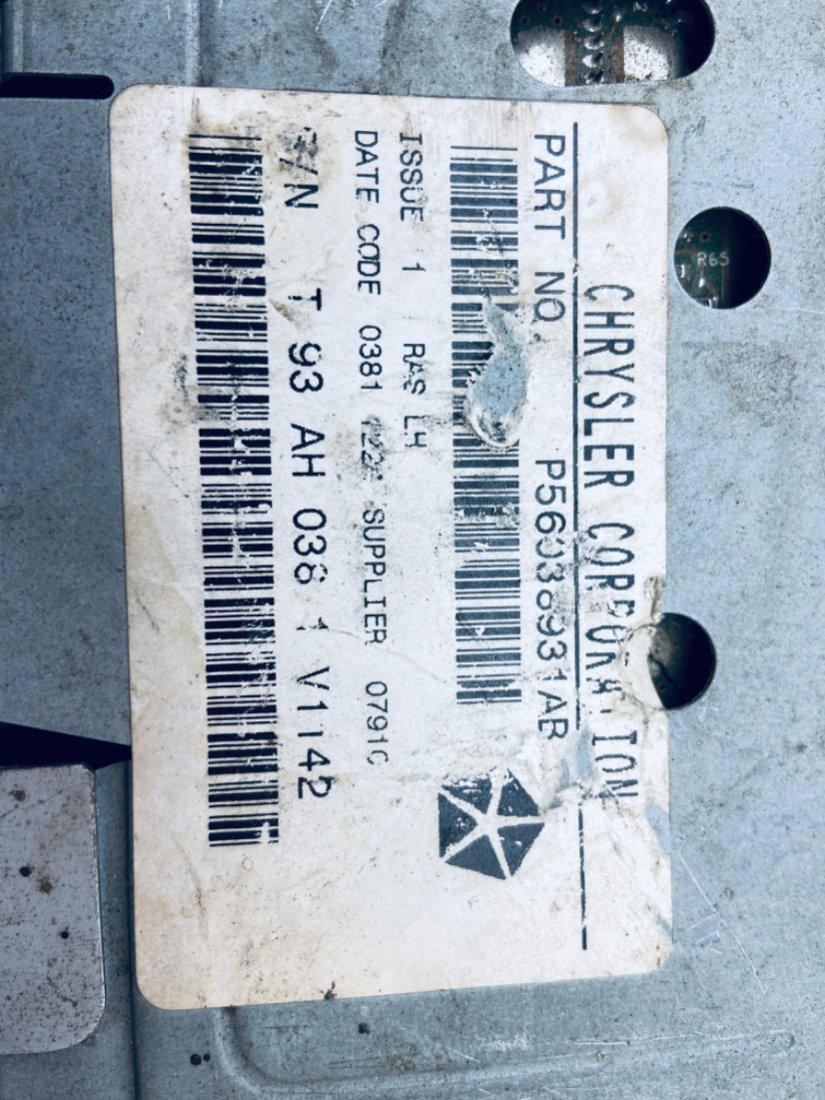 CHRYSLER CORPORATION
PART NO. P56038931AB
ISSUE 1 RAS LH
DATE CODE 0381 SUPPLIER 0791C
S/N T 93 AH 038 1 V1142
R65